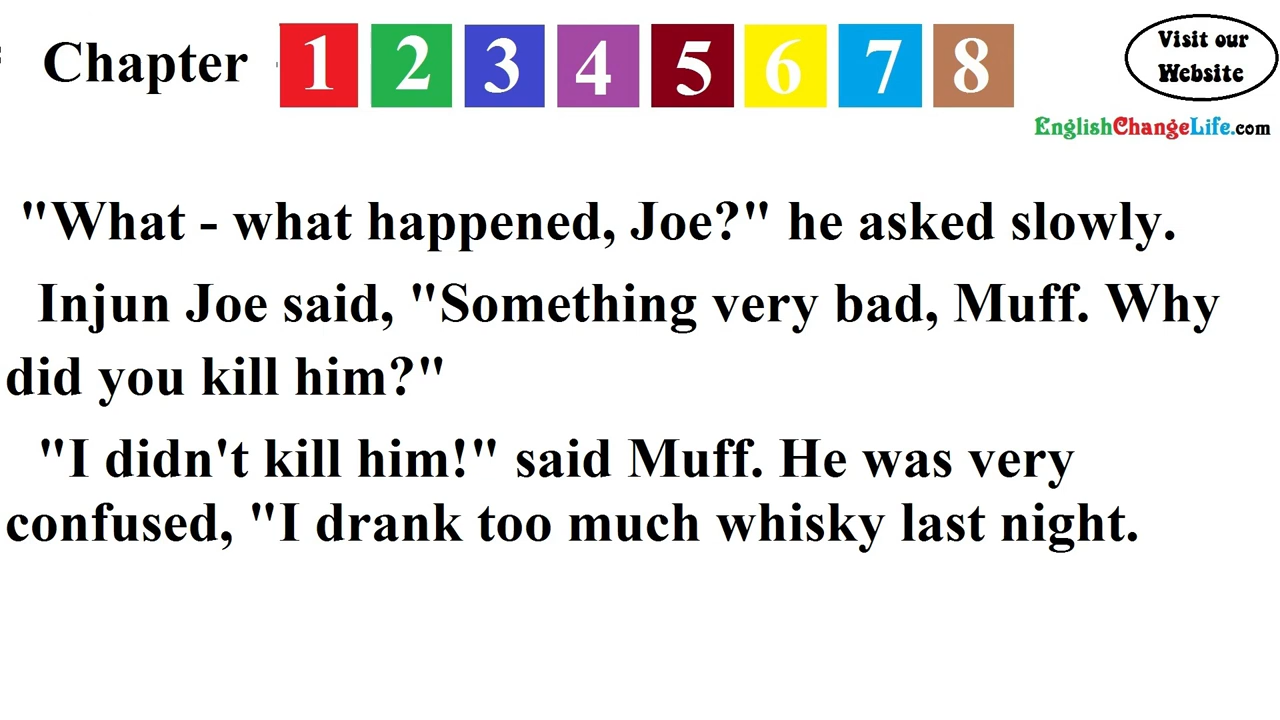 Chapter 1 2 3 4 5 6 7 8
Visit our
Website
EnglishChangeLife.com
"What - what happened, Joe?" he asked slowly.
Injun Joe said, "Something very bad, Muff. Why
did you kill him?"
"I didn't kill him!" said Muff. He was very
confused, "I drank too much whisky last night.